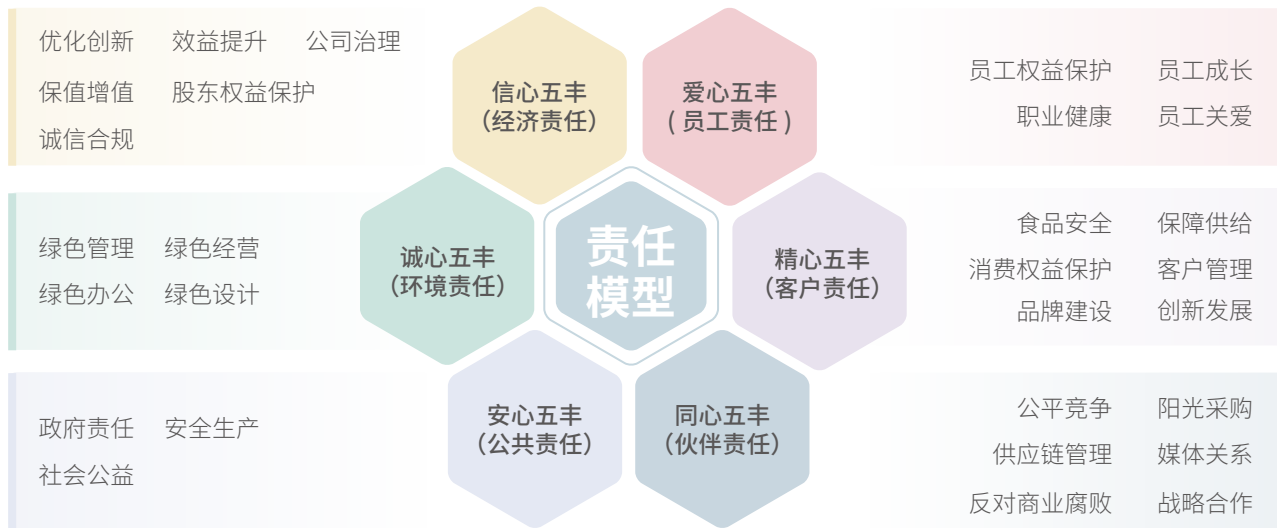 优化创新 效益提升 公司治理
保值增值 股东权益保护
诚信合规
信心五丰
（经济责任）
爱心五丰
( 员工责任 )
员工权益保护 员工成长
职业健康 员工关爱
绿色管理 绿色经营
绿色办公 绿色设计
诚心五丰
（环境责任）
责任
模型
精心五丰
（客户责任）
食品安全 保障供给
消费权益保护 客户管理
品牌建设 创新发展
政府责任 安全生产
社会公益
安心五丰
（公共责任）
同心五丰
（伙伴责任）
公平竞争 阳光采购
供应链管理 媒体关系
反对商业腐败 战略合作